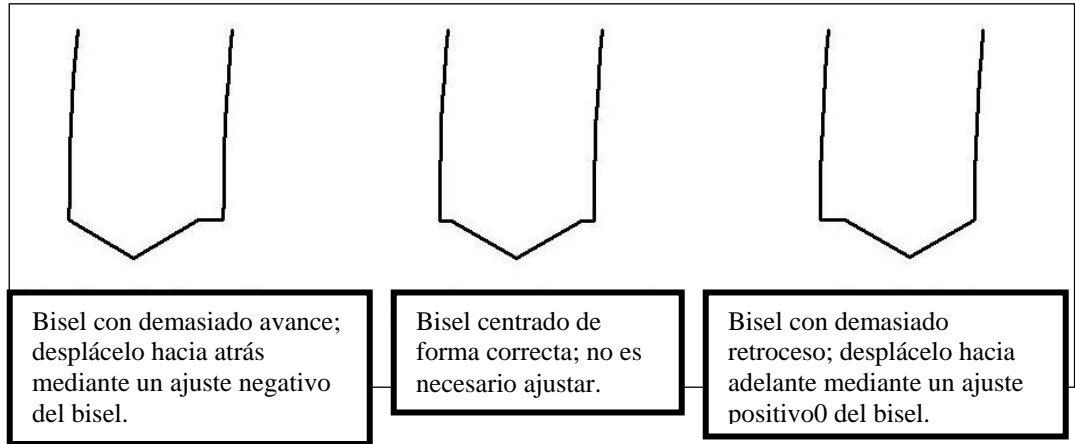 Bisel con demasiado avance;
desplácelo hacia atrás
mediante un ajuste negativo
del bisel.
Bisel centrado de
forma correcta; no es
necesario ajustar.
Bisel con demasiado
retroceso; desplácelo hacia
adelante mediante un ajuste
positivo0 del bisel.